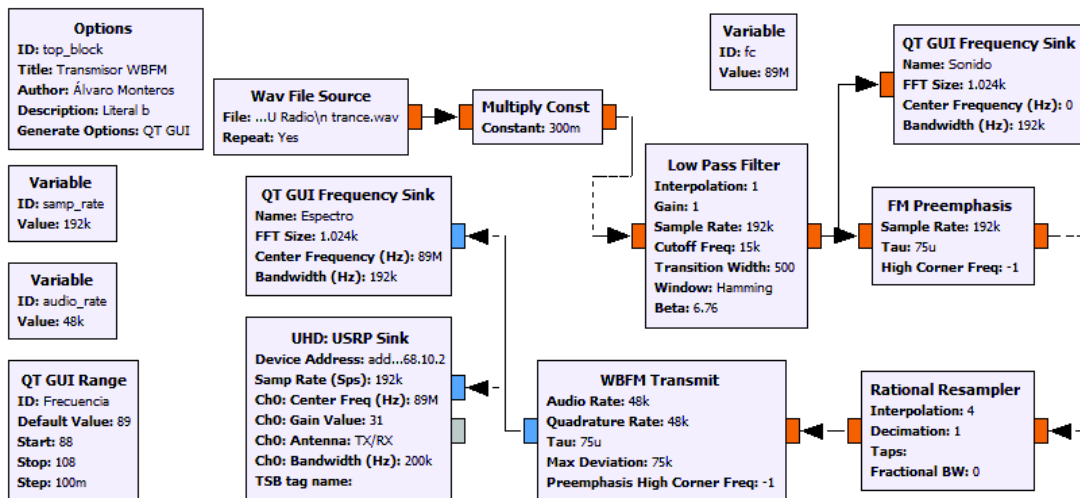 Options
ID: top_block
Title: Transmisor WBFM
Author: Álvaro Monteros
Description: Literal b
Generate Options: QT GUI
Variable
ID: fc
Value: 89M
QT GUI Frequency Sink
Name: Sonido
FFT Size: 1.024k
Center Frequency (Hz): 0
Bandwidth (Hz): 192k
Wav File Source
File: ...U Radio\n trance.wav
Repeat: Yes
Multiply Const
Constant: 300m
Variable
ID: samp_rate
Value: 192k
QT GUI Frequency Sink
Name: Espectro
FFT Size: 1.024k
Center Frequency (Hz): 89M
Bandwidth (Hz): 192k
Low Pass Filter
Interpolation: 1
Gain: 1
Sample Rate: 192k
Cutoff Freq: 15k
Transition Width: 500
Window: Hamming
Beta: 6.76
FM Preemphasis
Sample Rate: 192k
Tau: 75u
High Corner Freq: -1
Variable
ID: audio_rate
Value: 48k
UHD: USRP Sink
Device Address: add...68.10.2
Samp Rate (Sps): 192k
Ch0: Center Freq (Hz): 89M
Ch0: Gain Value: 31
Ch0: Antenna: TX/RX
Ch0: Bandwidth (Hz): 200k
TSB tag name:
QT GUI Range
ID: Frecuencia
Default Value: 89
Start: 88
Stop: 108
Step: 100m
WBFM Transmit
Audio Rate: 48k
Quadrature Rate: 48k
Tau: 75u
Max Deviation: 75k
Preemphasis High Corner Freq: -1
Rational Resampler
Interpolation: 4
Decimation: 1
Taps:
Fractional BW: 0